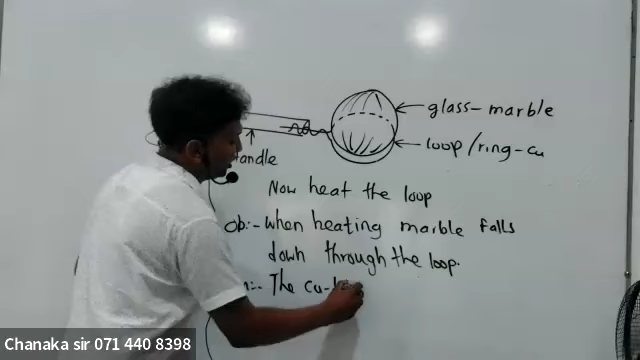 glass-marble
loop/ring-cu
Handle
Now heat the loop
Ob:- when heating marble falls
down through the loop.
The cu-
Chanaka sir 071 440 8398